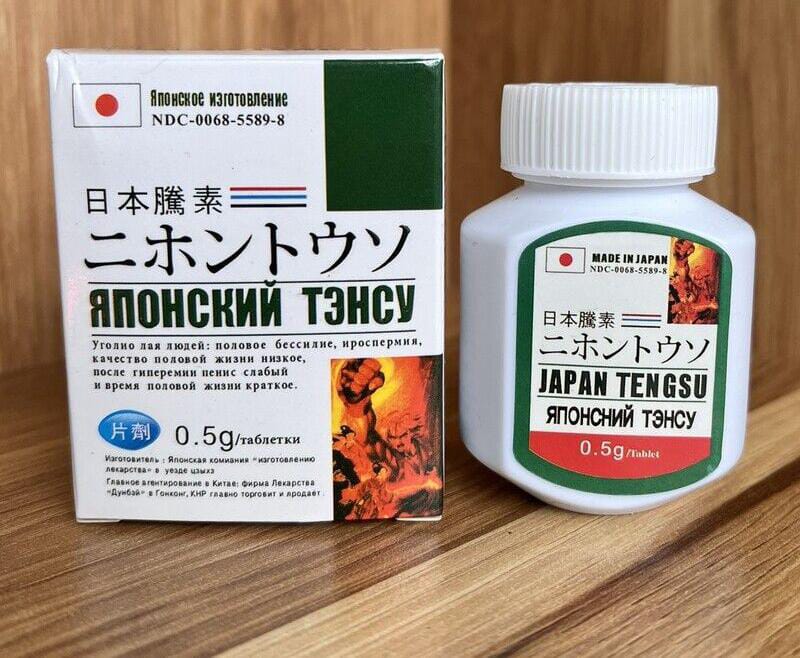 Японское изготовление
NDC-0068-5589-8
日本騰素
ニホントウソ
ЯПОНСКИЙ ТЭНСУ
Уголио лая людей: половое бессилие, ироспермия,
качество половой жизни низкое,
после гиперемии пенис слабый
и время половой жизни краткое.
片劑
0.5g/таблетки
Изготовитель : Японская комиания "изготовлению
лекарства" в уезде цзыхз
Главное агентирование в Китае: фирма Лекарства
"Дунбэй" в Гонконг, КНР главно торговит и лродает.
MADE IN JAPAN
NDC-0068-5589-8
日本騰素
ニホントウソ
JAPAN TENGSU
ЯПОНСНИЙ ТЭНСУ
0.5g/Tablet